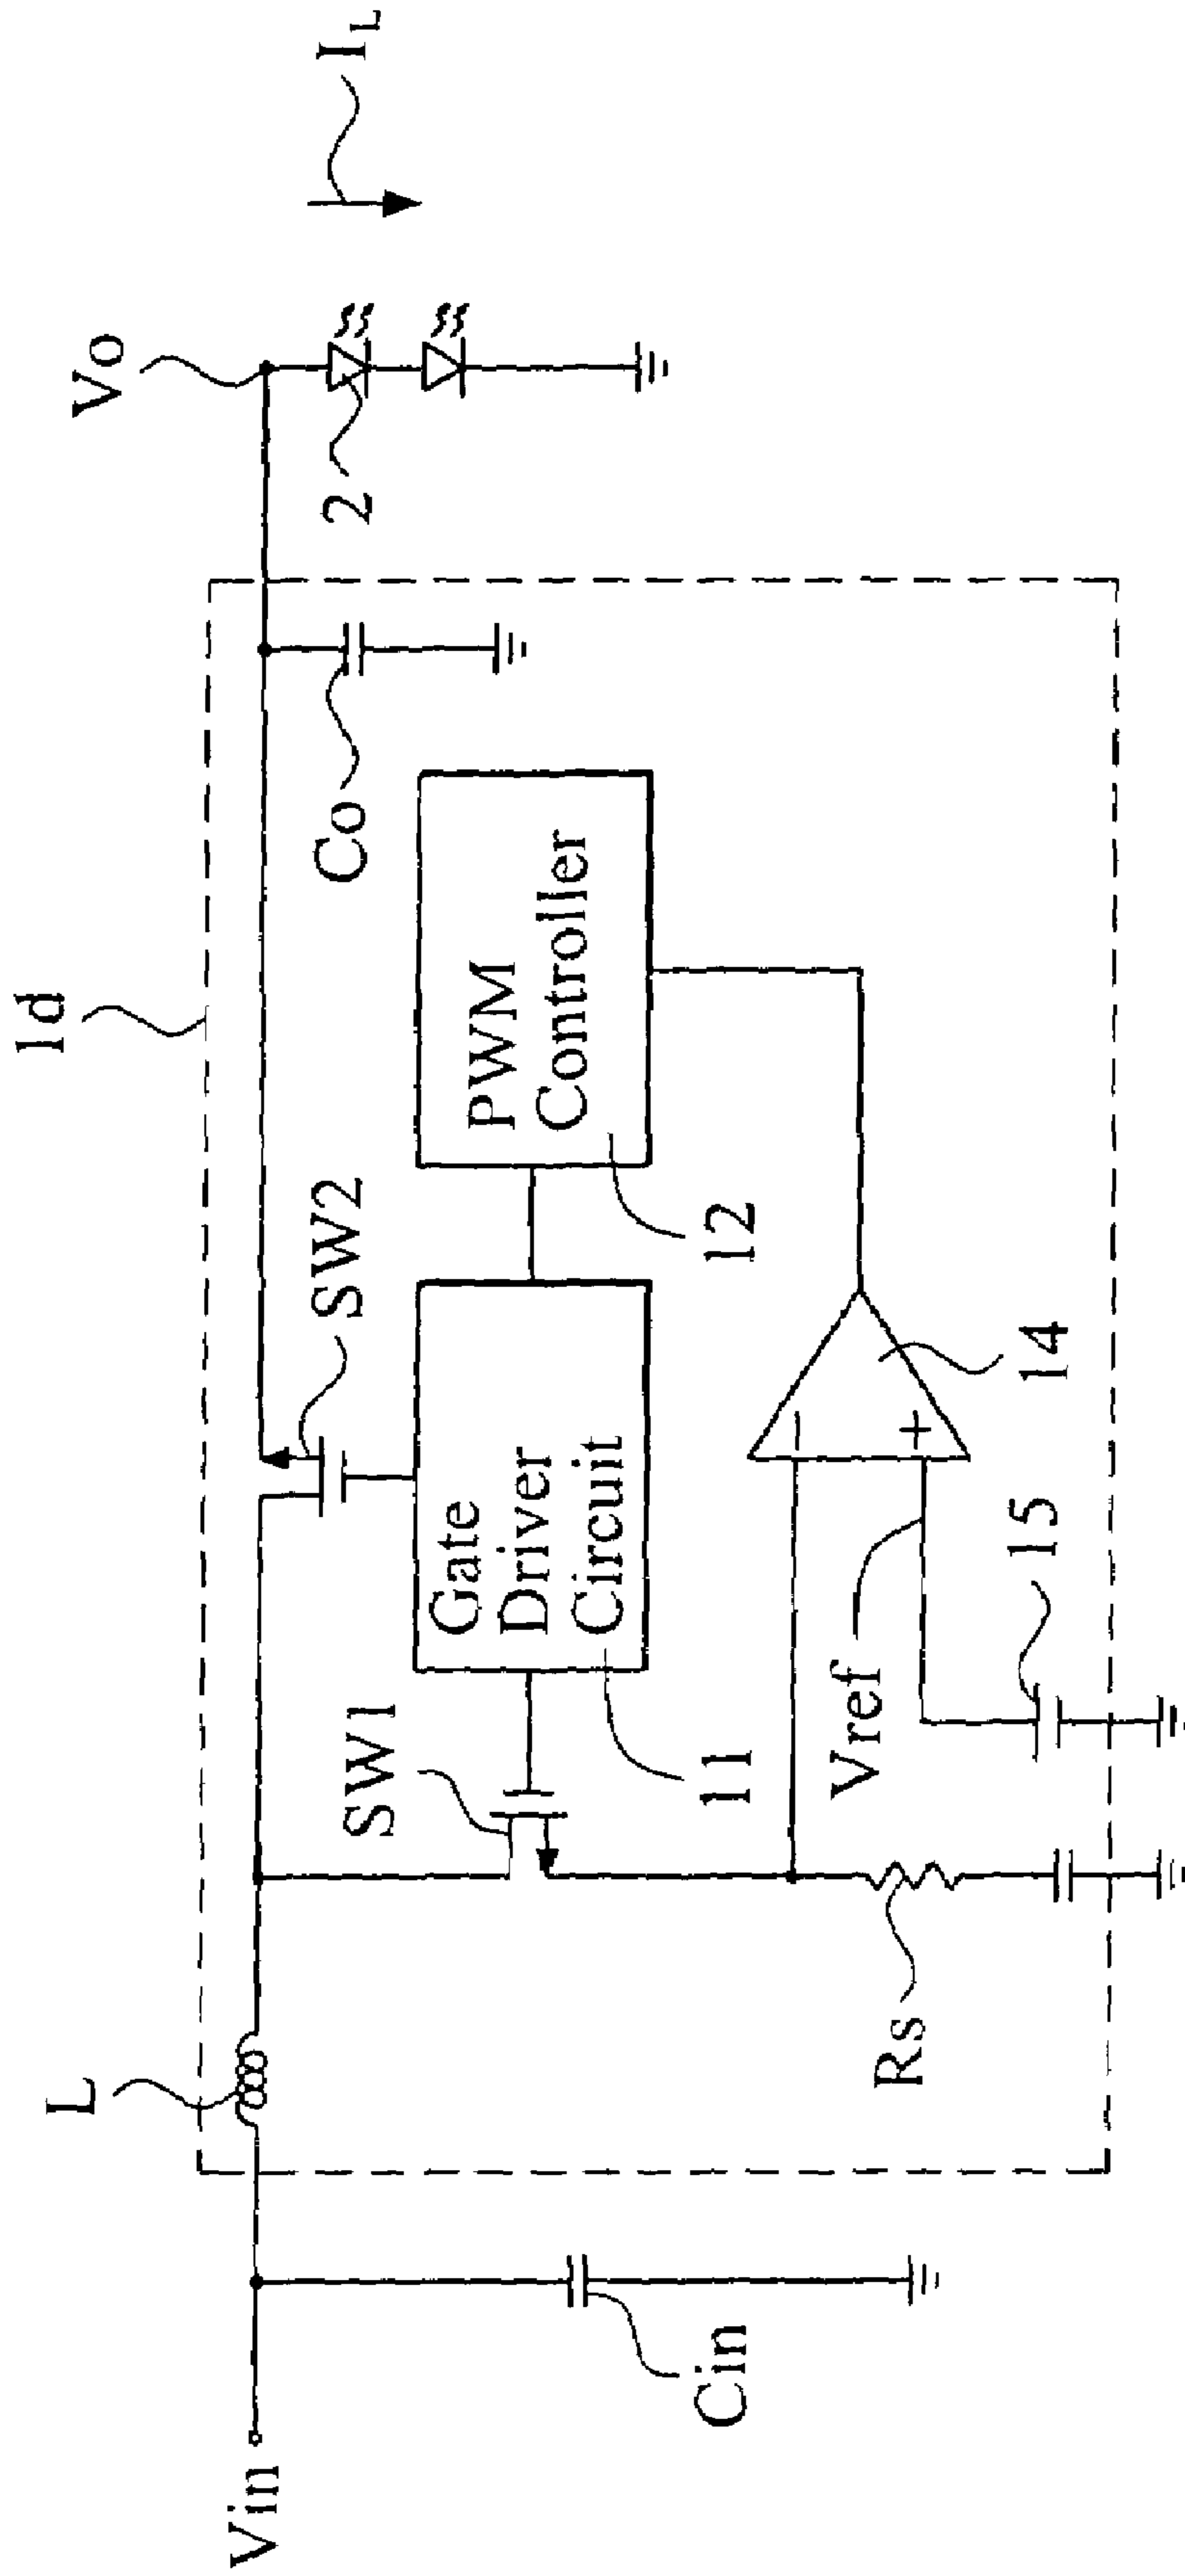 1d
L
Vo
I_L
SW2
Vin
SW1
2
Co
Gate
Driver
Circuit
PWM
Controller
11
12
Cin
Vref
14
Rs
15
−
+